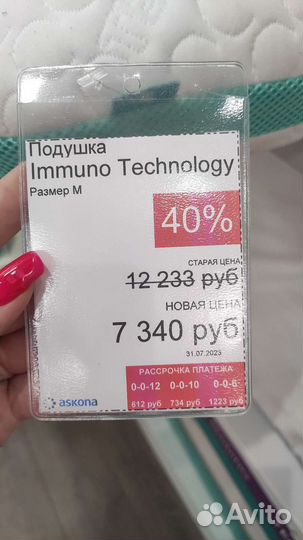 Подушка
Immuno Technology
Размер М
40%
СТАРАЯ ЦЕНА
12 233 руб
НОВАЯ ЦЕНА
7 340 руб
31.07.2023
РАССРОЧКА ПЛАТЕЖА
0-0-12 0-0-10 0-0-6
612 руб 734 руб 1223 руб
askona
Avito